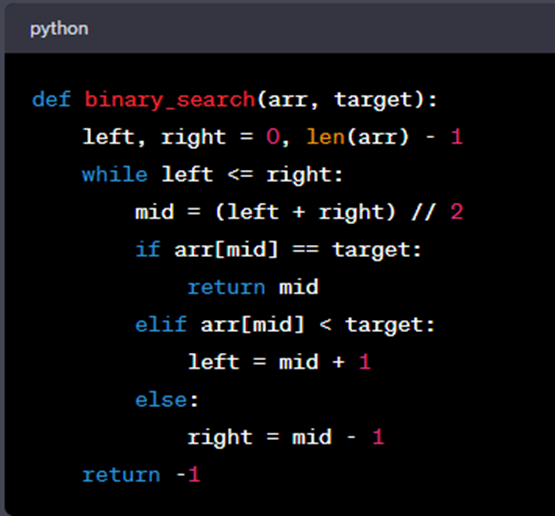 python
def binary_search(arr, target):
    left, right = 0, len(arr) - 1
    while left <= right:
        mid = (left + right) // 2
        if arr[mid] == target:
            return mid
        elif arr[mid] < target:
            left = mid + 1
        else:
            right = mid - 1
    return -1